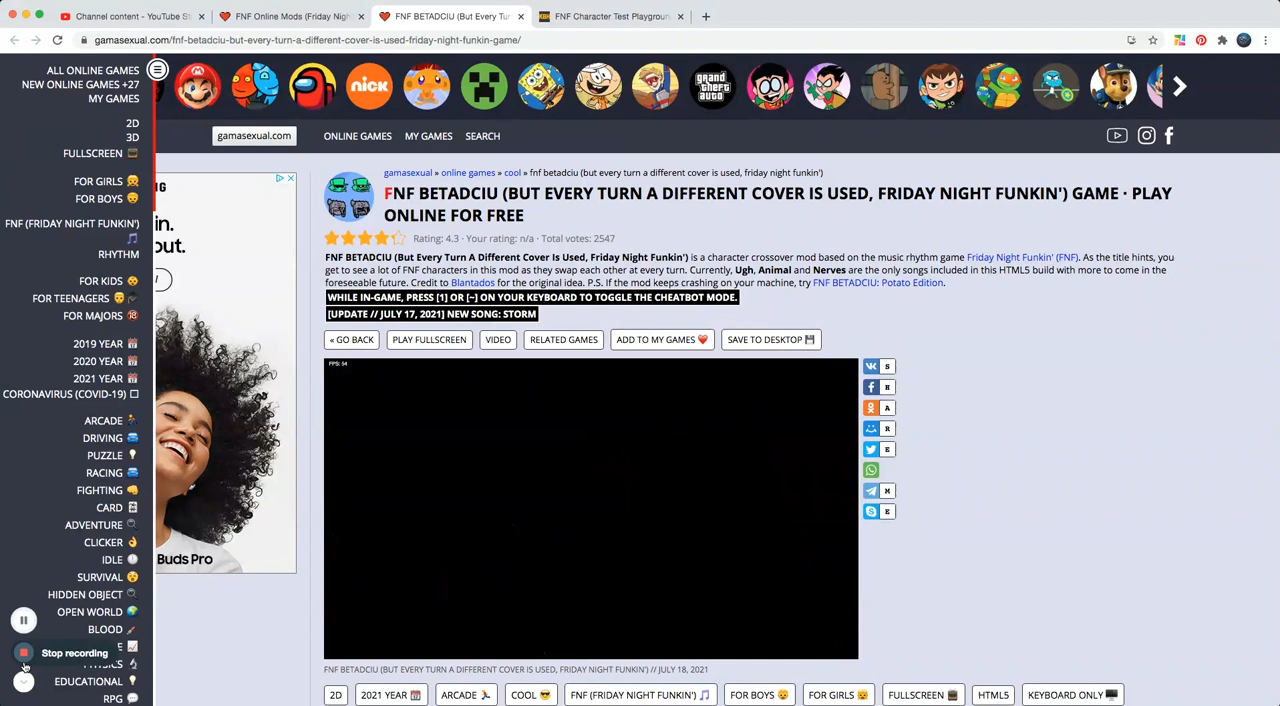 Channel content - YouTube St
FNF Online Mods (Friday Nigh
FNF BETADCIU (But Every Tur
FNF Character Test Playgroun
gamasexual.com/fnf-betadciu-but-every-turn-a-different-cover-is-used-friday-night-funkin-game/
ALL ONLINE GAMES
NEW ONLINE GAMES +27
MY GAMES
2D
3D
FULLSCREEN
FOR GIRLS
FOR BOYS
FNF (FRIDAY NIGHT FUNKIN')
RHYTHM
FOR KIDS
FOR TEENAGERS
FOR MAJORS
2019 YEAR
2020 YEAR
2021 YEAR
CORONAVIRUS (COVID-19)
ARCADE
DRIVING
PUZZLE
RACING
FIGHTING
CARD
ADVENTURE
CLICKER
IDLE
SURVIVAL
HIDDEN OBJECT
OPEN WORLD
BLOOD
Stop recording
PHYSICS
EDUCATIONAL
RPG
nick
grand theft auto
gamasexual.com
ONLINE GAMES
MY GAMES
SEARCH
in.
out.
Buds Pro
gamasexual » online games » cool » fnf betadciu (but every turn a different cover is used, friday night funkin')
FNF BETADCIU (BUT EVERY TURN A DIFFERENT COVER IS USED, FRIDAY NIGHT FUNKIN') GAME · PLAY
ONLINE FOR FREE
Rating: 4.3 · Your rating: n/a · Total votes: 2547
FNF BETADCIU (But Every Turn A Different Cover Is Used, Friday Night Funkin') is a character crossover mod based on the music rhythm game Friday Night Funkin' (FNF). As the title hints, you
get to see a lot of FNF characters in this mod as they swap each other at every turn. Currently, Ugh, Animal and Nerves are the only songs included in this HTML5 build with more to come in the
foreseeable future. Credit to Blantados for the original idea. P.S. If the mod keeps crashing on your machine, try FNF BETADCIU: Potato Edition.
WHILE IN-GAME, PRESS [1] OR [~] ON YOUR KEYBOARD TO TOGGLE THE CHEATBOT MODE.
[UPDATE // JULY 17, 2021] NEW SONG: STORM
« GO BACK
PLAY FULLSCREEN
VIDEO
RELATED GAMES
ADD TO MY GAMES
SAVE TO DESKTOP
FPS: 54
S
H
A
R
E
M
E
FNF BETADCIU (BUT EVERY TURN A DIFFERENT COVER IS USED, FRIDAY NIGHT FUNKIN') // JULY 18, 2021
2D
2021 YEAR
ARCADE
COOL
FNF (FRIDAY NIGHT FUNKIN')
FOR BOYS
FOR GIRLS
FULLSCREEN
HTML5
KEYBOARD ONLY